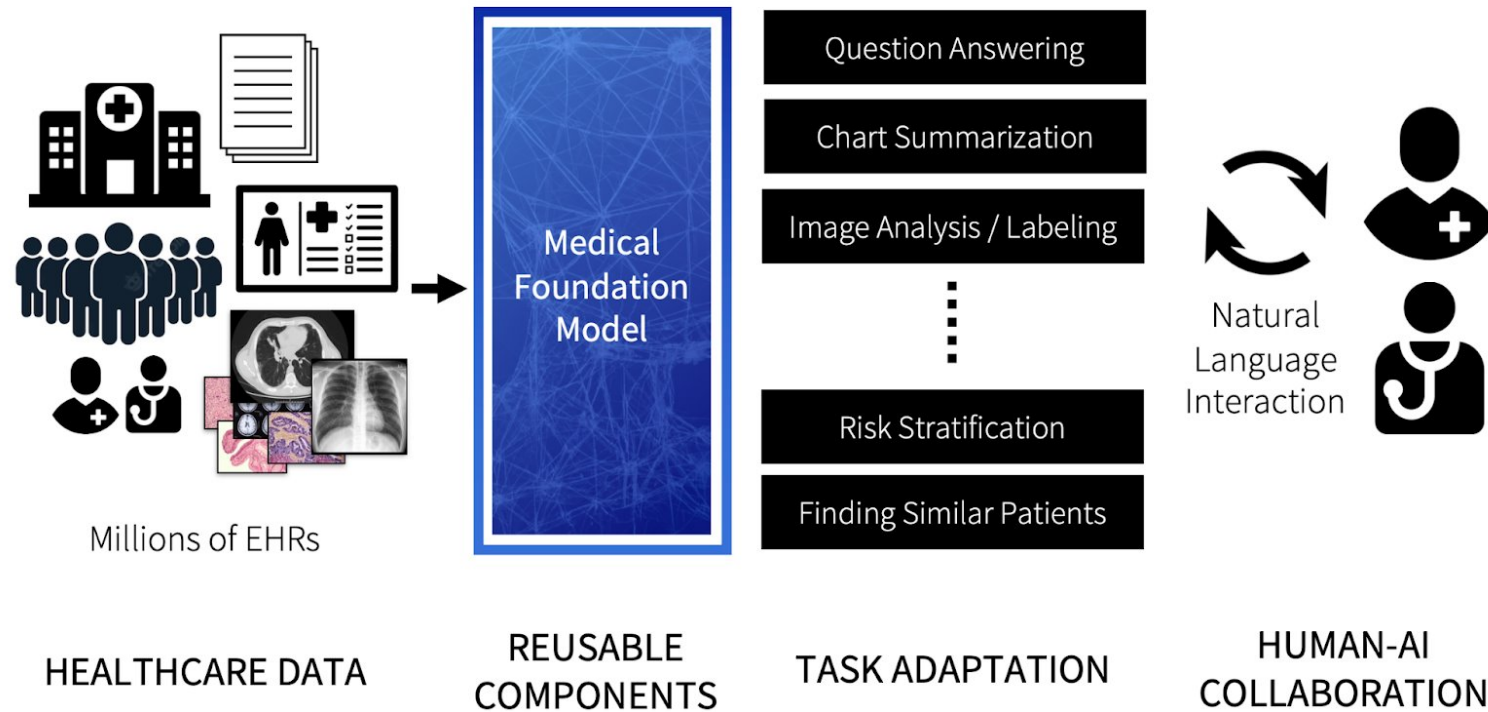 Question Answering
Chart Summarization
Image Analysis / Labeling
Medical
Foundation
Model
Natural
Language
Interaction
Risk Stratification
Finding Similar Patients
Millions of EHRs
HEALTHCARE DATA
REUSABLE
COMPONENTS
TASK ADAPTATION
HUMAN-AI
COLLABORATION